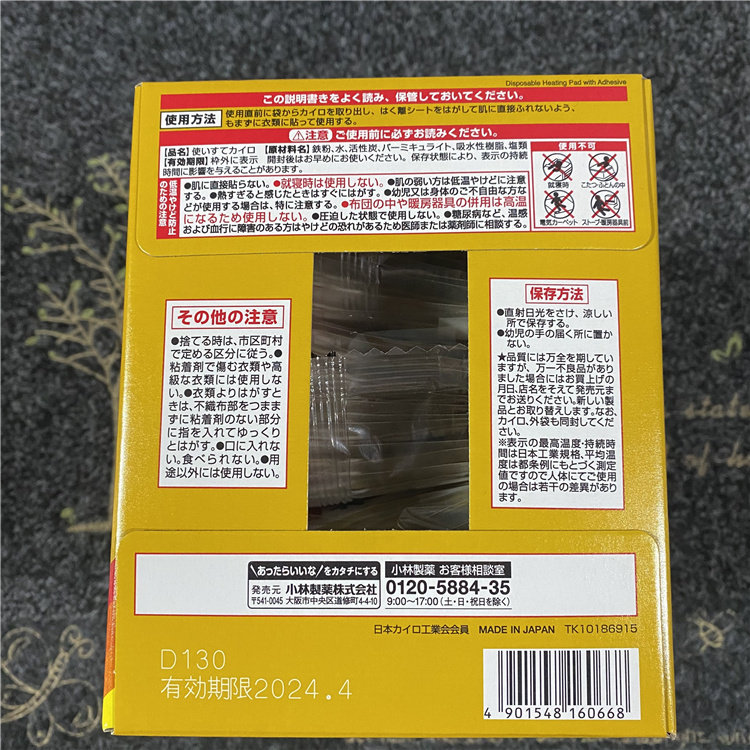 Disposable Heating Pad with Adhesive
この説明書きをよく読み、保管しておいてください。
使用方法
使用直前に袋からカイロを取り出し、はく離シートをはがして肌に直接ふれないよう、
もまずに衣類に貼って使用する。
注意 ご使用前に必ずお読みください。
【品名】使いすてカイロ 【原材料名】鉄粉、水、活性炭、バーミキュライト、吸水性樹脂、塩類
【有効期限】枠外に表示 開封後はお早めにお使いください。保存状態により、表示の持続
時間に影響を与えることがあります。
低温やけど防止
のための注意
●肌に直接貼らない。●就寝時は使用しない。●肌の弱い方は低温やけどに注意
する。●熱すぎると感じたときはすぐにはがす。●幼児又は身体のご不自由な方な
どが使用する場合は、特に注意する。●布団の中や暖房器具の併用は高温
になるため使用しない。●圧迫した状態で使用しない。●糖尿病など、温感
および血行に障害のある方はやけどの恐れがあるため医師または薬剤師に相談する。
使用不可
就寝時
こたつ・ふとんの中
電気カーペット
ストーブ・暖房器具前
その他の注意
●捨てる時は、市区町村
で定める区分に従う。●
粘着剤で傷む衣類や高
級な衣類には使用しな
い。●衣類よりはがすと
きは、不織布部をつまま
ずに粘着剤のない部分
に指を入れてゆっくり
とはがす。●口に入れな
い。食べられない。●用
途以外には使用しない。
保存方法
●直射日光をさけ、涼しい
所で保存する。
●幼児の手の届く所に置か
ない。
★品質には万全を期してい
ますが、万一不良品があり
ました場合にはお買上げの
月日、店名をそえて発売元ま
でお送りください。新しい製
品とお取り替えします。なお、
カイロ、外袋も同封してくだ
さい。
※表示の最高温度・持続時
間は日本工業規格、平均温
度は都条例にもとづく測定
値ですので人体にてご使用
の場合は若干の差異があり
ます。
あったらいいなをカタチにする
発売元 小林製薬株式会社
〒541-0045 大阪市中央区道修町4-4-10
小林製薬 お客様相談室
0120-5884-35
9:00~17:00(土・日・祝日を除く)
日本カイロ工業会会員 MADE IN JAPAN TK10186915
D130
有効期限2024.4
4 901548 160668